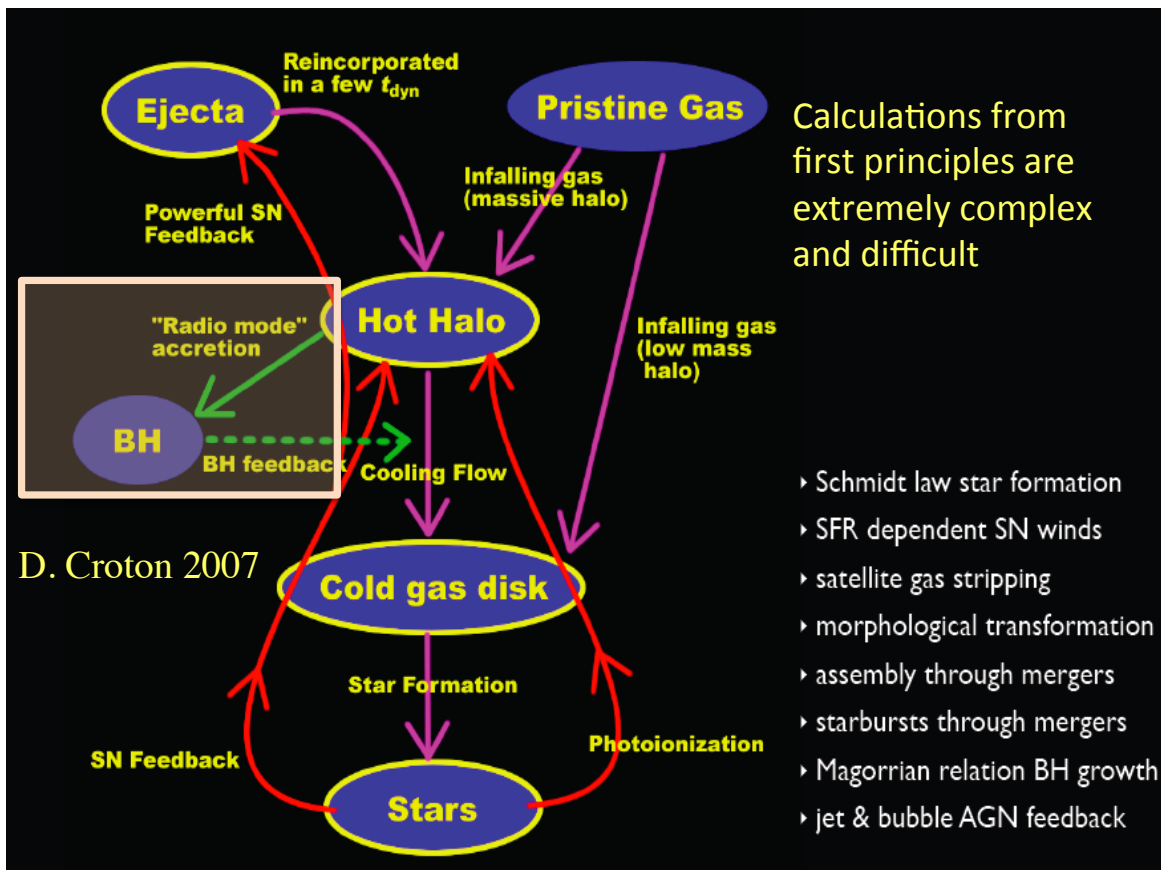 Reincorporated
in a few tdyn
Ejecta
Pristine Gas
Calculations from
first principles are
extremely complex
and difficult
Infalling gas
(massive halo)
Powerful SN
Feedback
Hot Halo
"Radio mode"
accretion
Infalling gas
(low mass
halo)
BH
BH feedback
Cooling Flow
D. Croton 2007
Cold gas disk
Star Formation
SN Feedback
Photoionization
Stars
‣ Schmidt law star formation
‣ SFR dependent SN winds
‣ satellite gas stripping
‣ morphological transformation
‣ assembly through mergers
‣ starbursts through mergers
‣ Magorrian relation BH growth
‣ jet & bubble AGN feedback